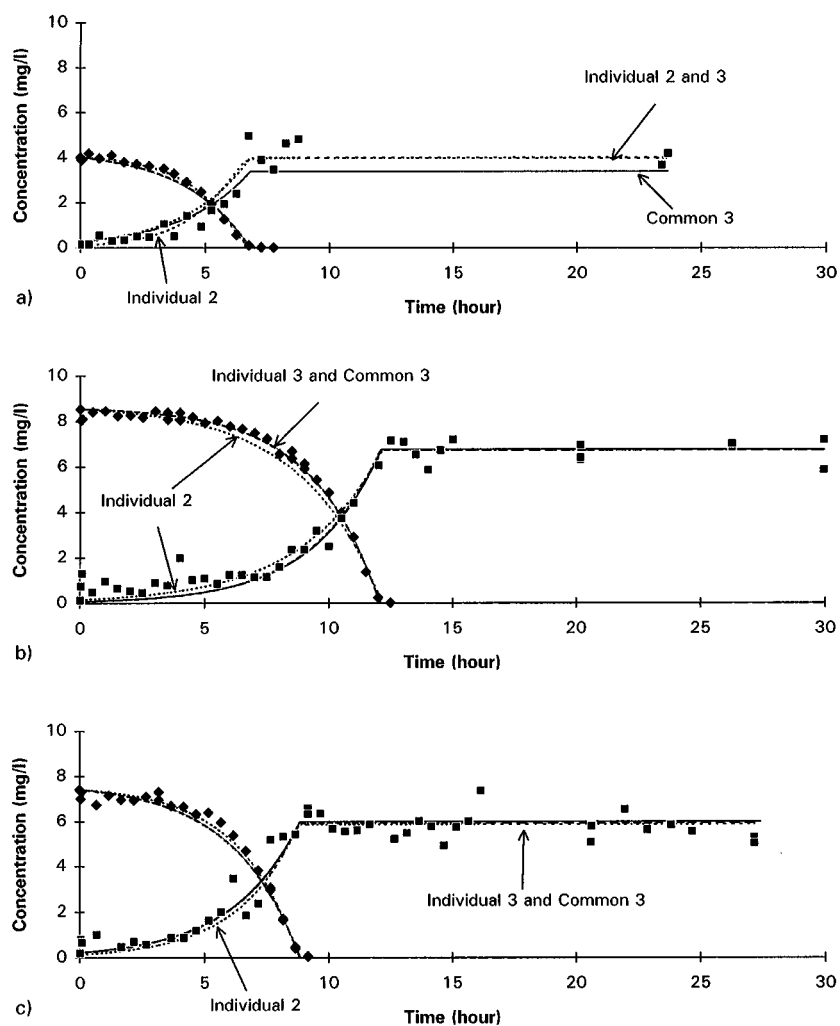 10
8
6
4
2
0
Concentration (mg/l)
Individual 2 and 3
Common 3
Individual 2
0 5 10 15 20 25 30
Time (hour)
a)
10
8
6
4
2
0
Concentration (mg/l)
Individual 3 and Common 3
Individual 2
0 5 10 15 20 25 30
Time (hour)
b)
10
8
6
4
2
0
Concentration (mg/l)
Individual 3 and Common 3
Individual 2
0 5 10 15 20 25 30
Time (hour)
c)